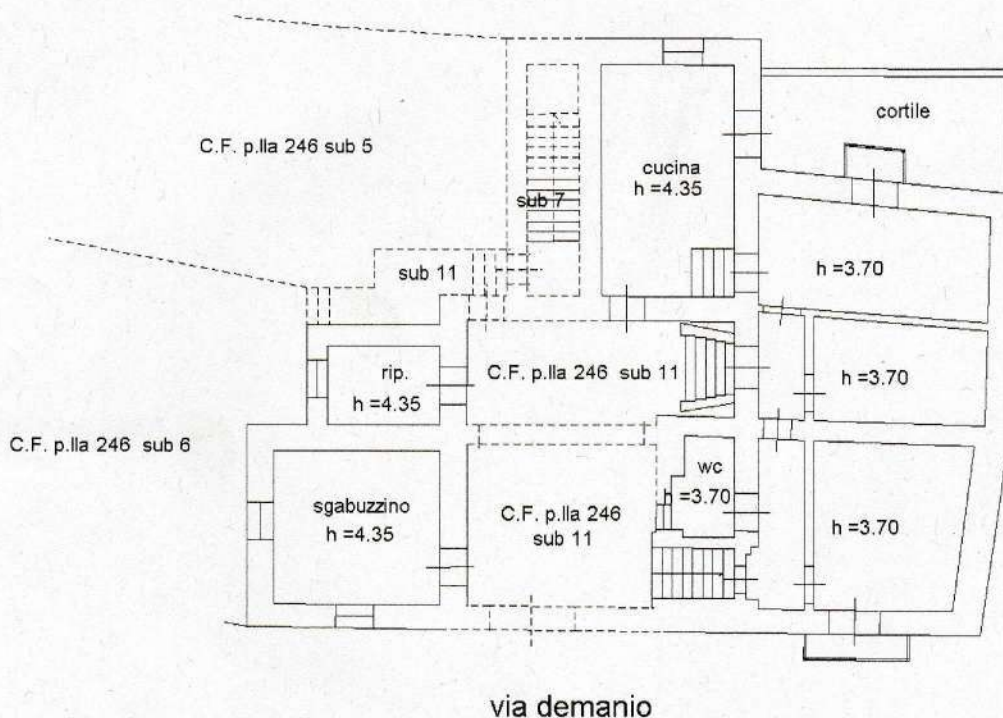 cortile
C.F. p.lla 246 sub 5
cucina
h =4.35
sub 7
sub 11
h =3.70
rip.
h =4.35
C.F. p.lla 246 sub 11
h =3.70
C.F. p.lla 246 sub 6
wc
h =3.70
sgabuzzino
h =4.35
C.F. p.lla 246
sub 11
h =3.70
via demanio